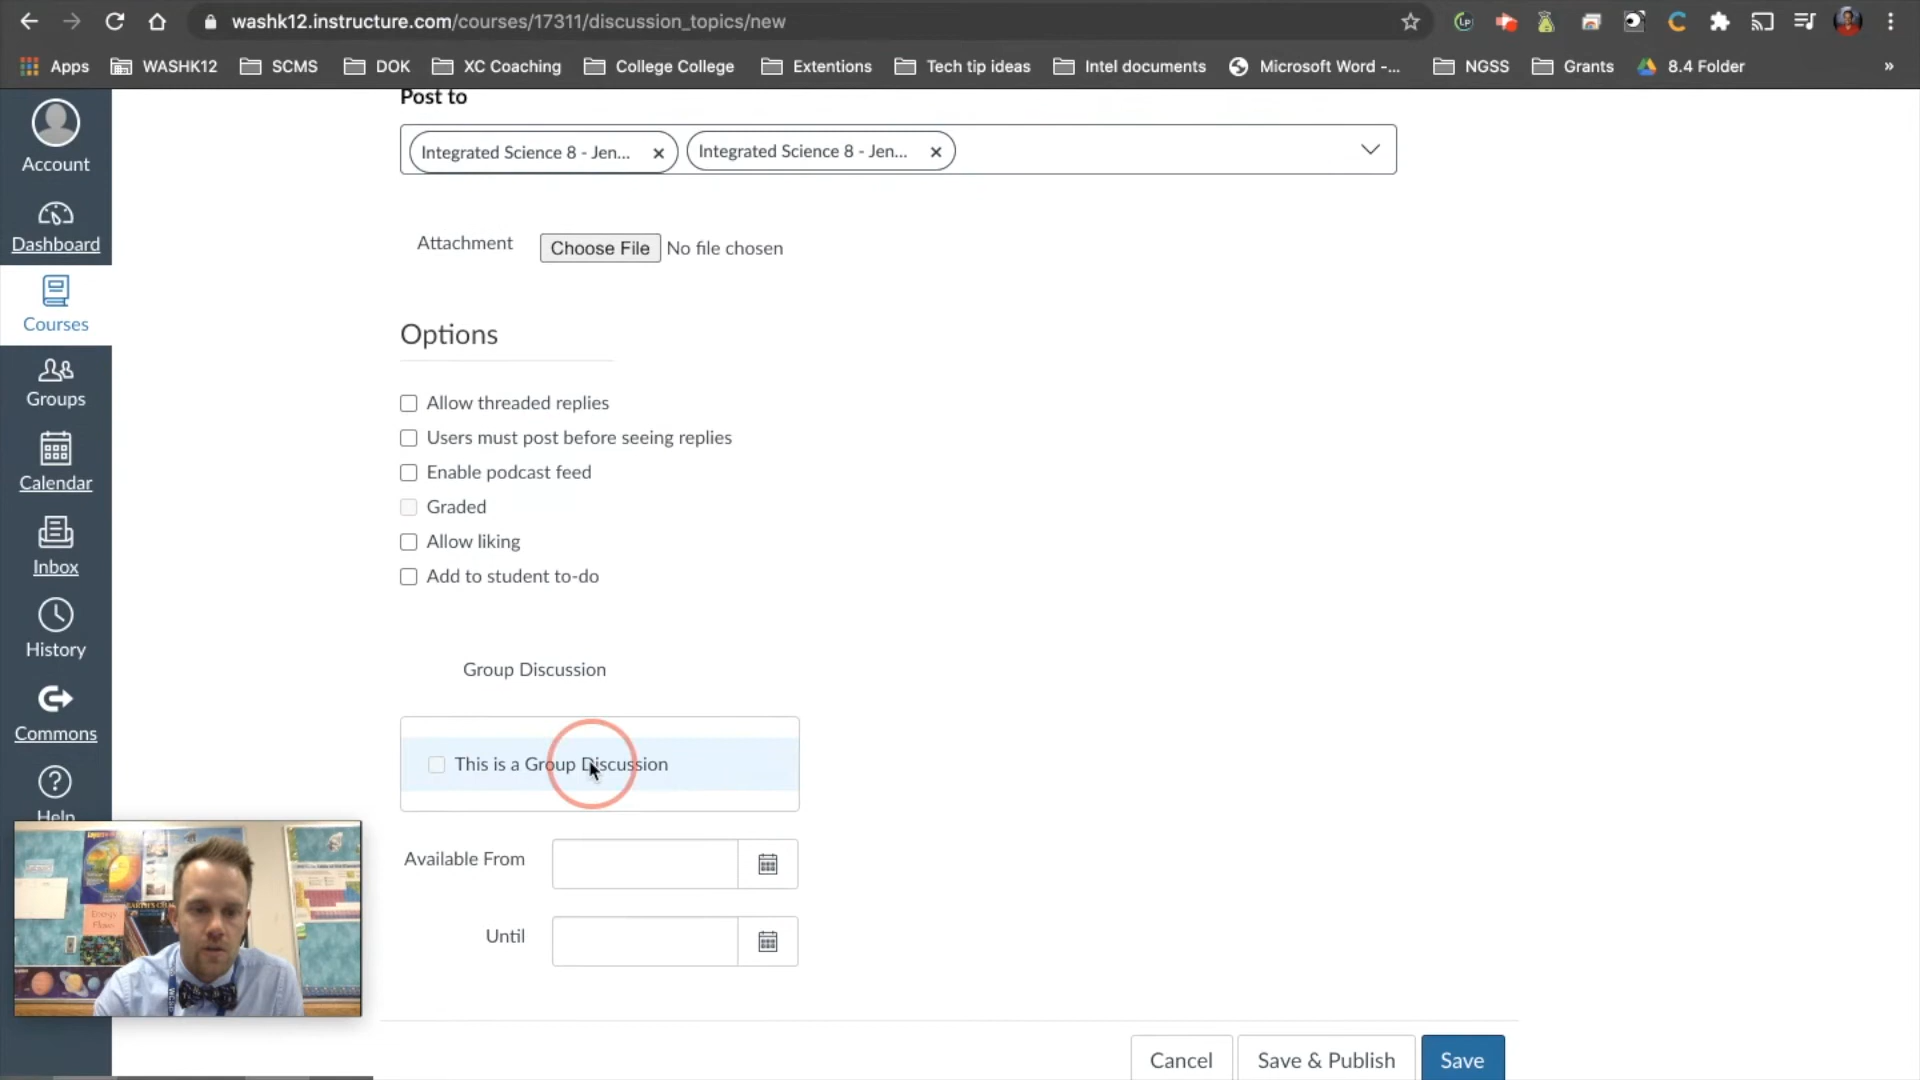 washk12.instructure.com/courses/17311/discussion_topics/new
Apps WASHK12 SCMS DOK XC Coaching College College Extentions Tech tip ideas Intel documents Microsoft Word -... NGSS Grants 8.4 Folder »
Account
Dashboard
Courses
Groups
Calendar
Inbox
History
Commons
Help
Post to
Integrated Science 8 - Jen... × Integrated Science 8 - Jen... ×
Attachment Choose File No file chosen
Options
Allow threaded replies
Users must post before seeing replies
Enable podcast feed
Graded
Allow liking
Add to student to-do
Group Discussion
This is a Group Discussion
Available From
Until
Cancel Save & Publish Save
Energy
Flows